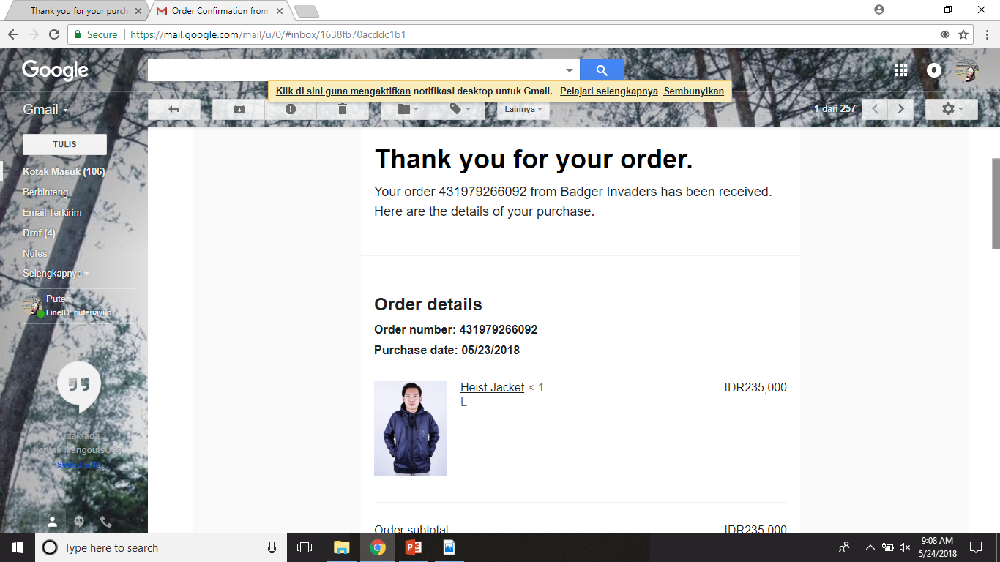 Thank you for your purch
Order Confirmation from
Secure
https://mail.google.com/mail/u/0/#inbox/1638fb70acddc1b1
Google
Klik di sini guna mengaktifkan notifikasi desktop untuk Gmail. Pelajari selengkapnya Sembunyikan
Gmail
Lainnya
1 dari 257
TULIS
Kotak Masuk (106)
Berbintang
Email Terkirim
Draf (4)
Notes
Selengkapnya
Puteri
LineID: puteriayud
Tidak ada
kontak Hangouts
Thank you for your order.
Your order 431979266092 from Badger Invaders has been received.
Here are the details of your purchase.
Order details
Order number: 431979266092
Purchase date: 05/23/2018
Heist Jacket × 1
IDR235,000
L
Order subtotal
IDR235,000
Type here to search
9:08 AM
5/24/2018